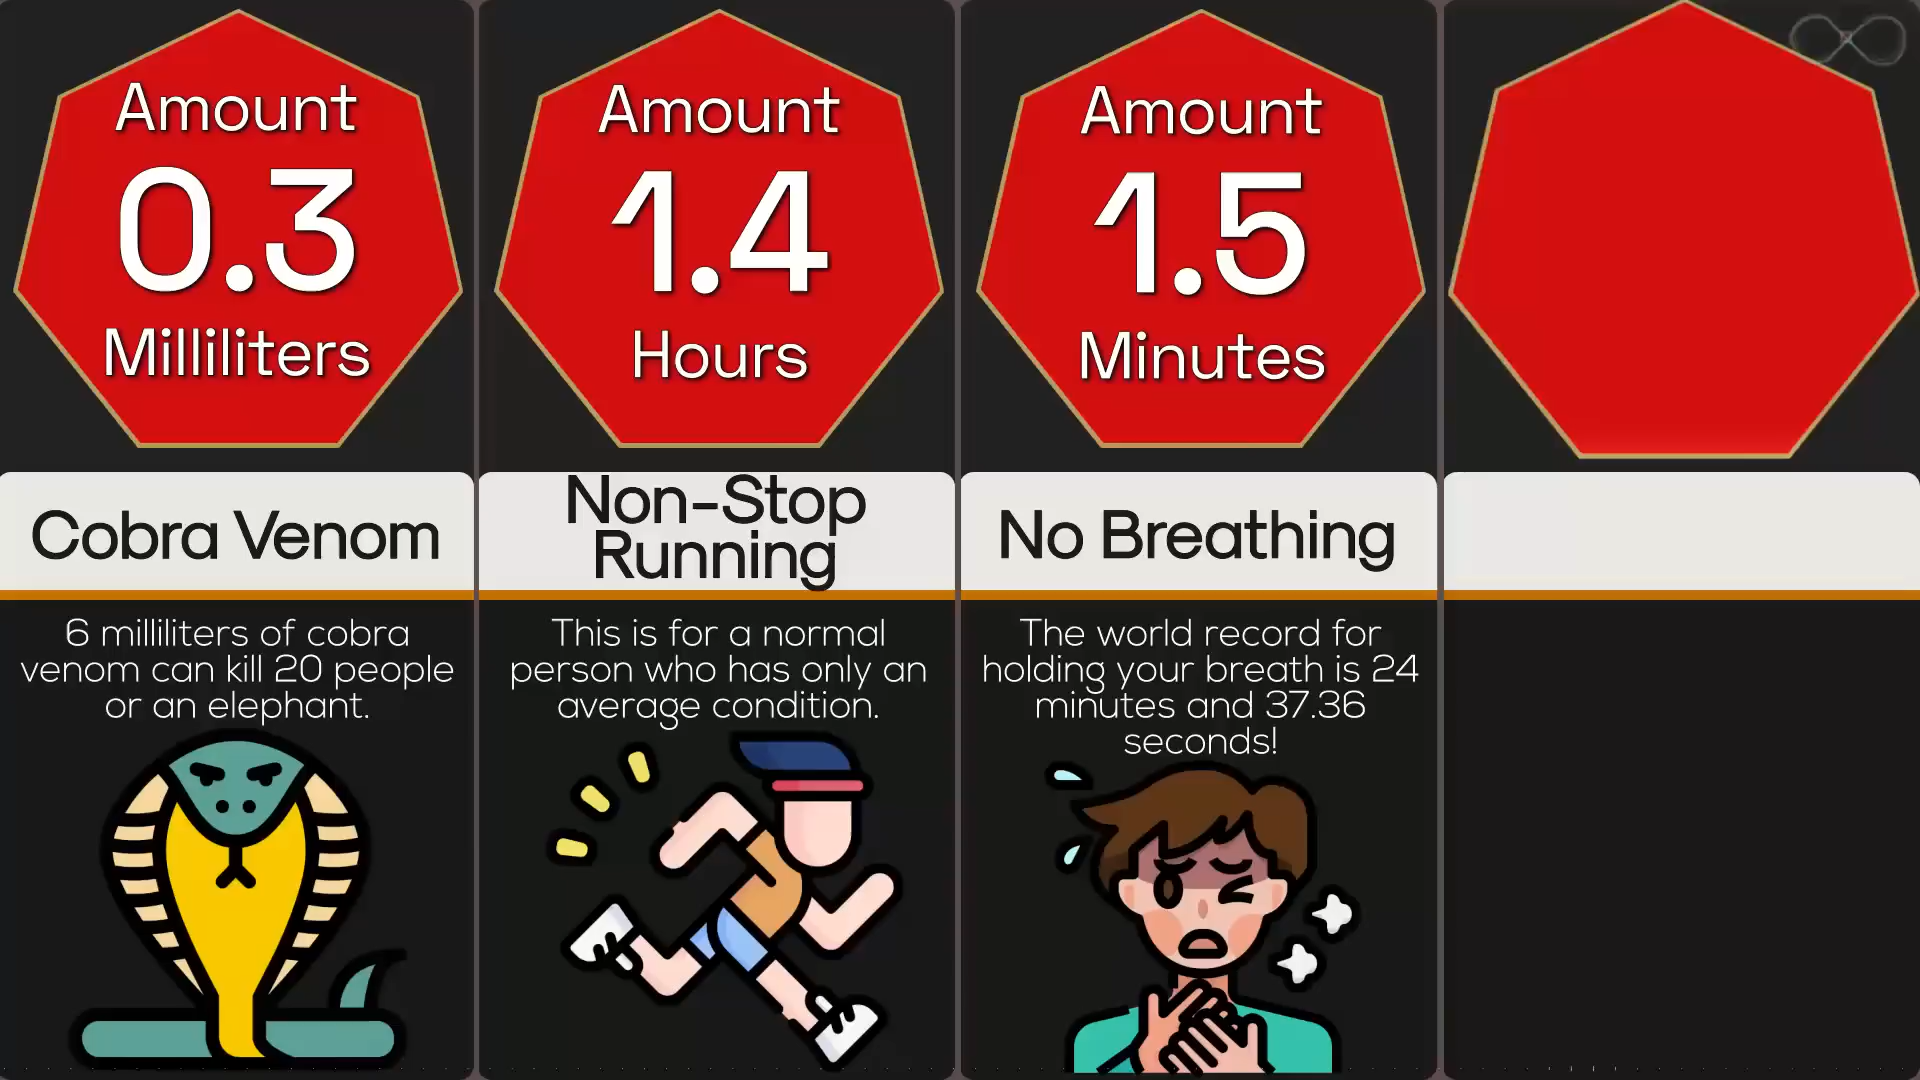 Amount
0.3
Milliliters
Cobra Venom
6 milliliters of cobra
venom can kill 20 people
or an elephant.
Amount
1.4
Hours
Non-Stop
Running
This is for a normal
person who has only an
average condition.
Amount
1.5
Minutes
No Breathing
The world record for
holding your breath is 24
minutes and 37.36
seconds!